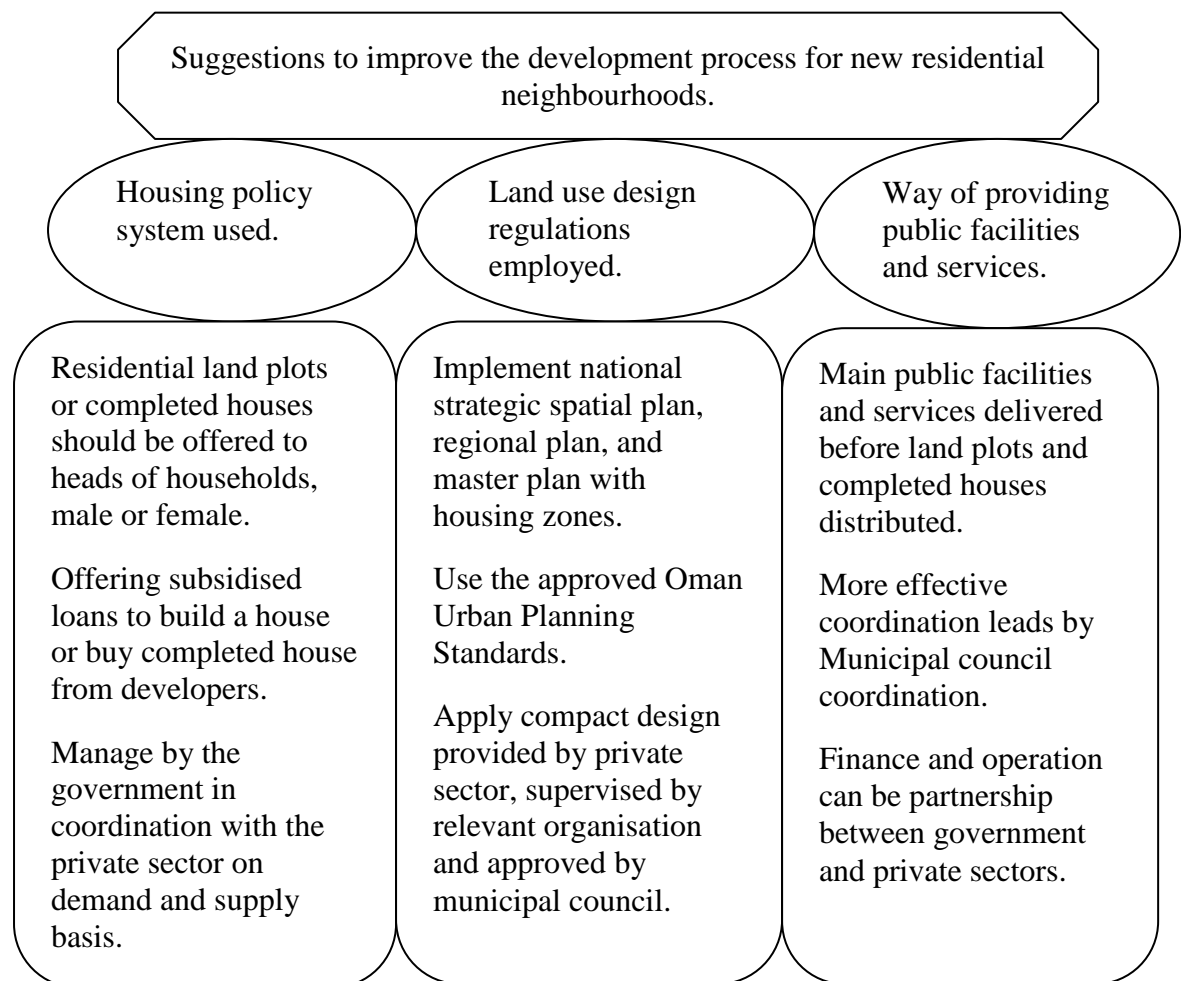 Suggestions to improve the development process for new residential
neighbourhoods.
Housing policy
system used.
Land use design
regulations
employed.
Way of providing
public facilities
and services.
Residential land plots
or completed houses
should be offered to
heads of households,
male or female.
Offering subsidised
loans to build a house
or buy completed house
from developers.
Manage by the
government in
coordination with the
private sector on
demand and supply
basis.
Implement national
strategic spatial plan,
regional plan, and
master plan with
housing zones.
Use the approved Oman
Urban Planning
Standards.
Apply compact design
provided by private
sector, supervised by
relevant organisation
and approved by
municipal council.
Main public facilities
and services delivered
before land plots and
completed houses
distributed.
More effective
coordination leads by
Municipal council
coordination.
Finance and operation
can be partnership
between government
and private sectors.